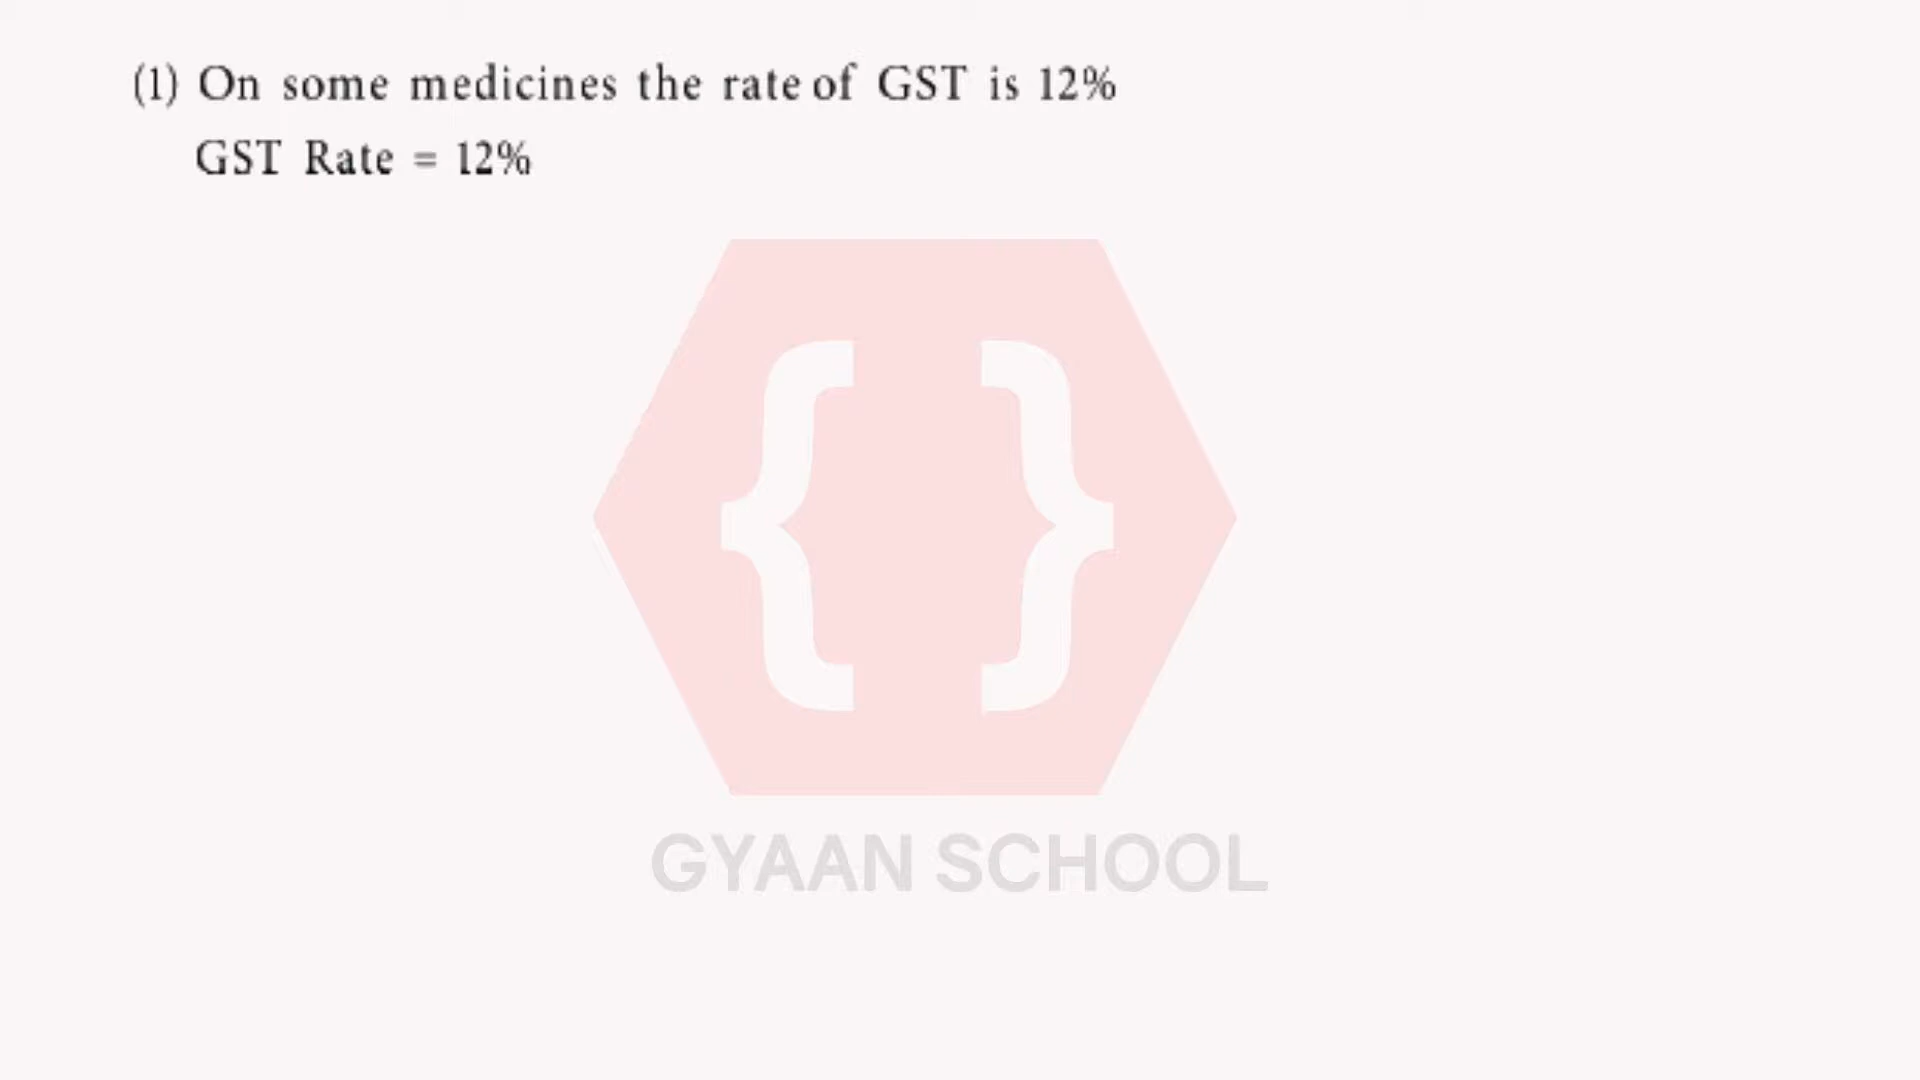 (1) On some medicines the rate of GST is 12%
GST Rate = 12%
{ }
GYAAN SCHOOL